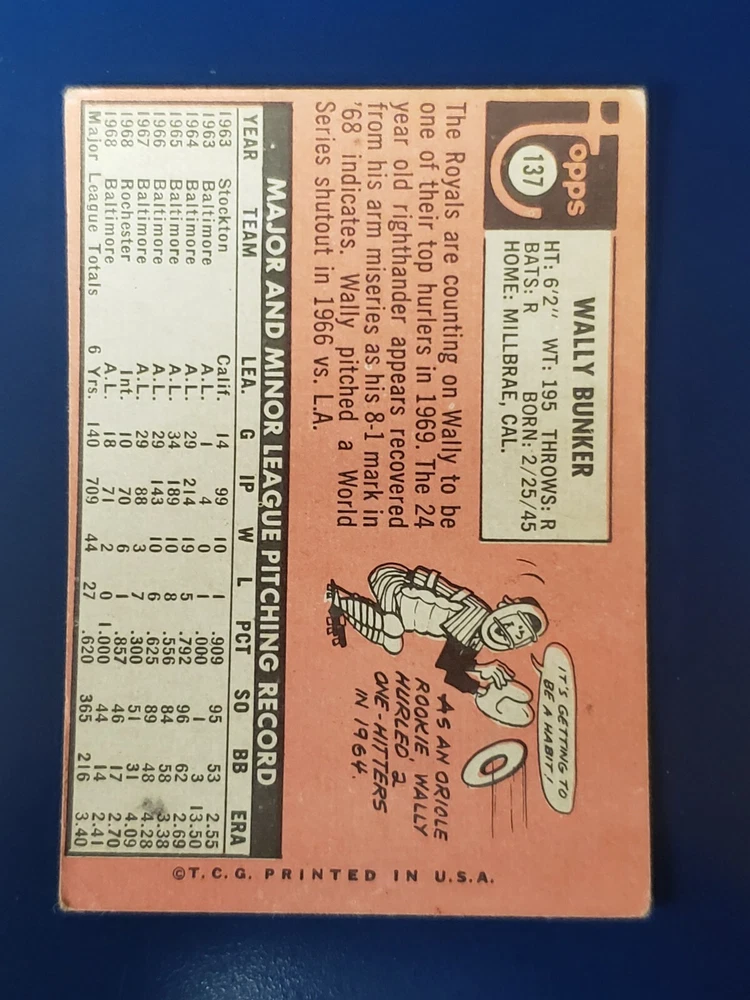 Topps
137
WALLY BUNKER
HT: 6'2" WT: 195 THROWS: R
BATS: R BORN: 2/25/45
HOME: MILLBRAE, CAL.
The Royals are counting on Wally to be
one of their top hurlers in 1969. The 24
year old righthander appears recovered
from his arm miseries as his 8-1 mark in
'68 indicates. Wally pitched a World
Series shutout in 1966 vs. L.A.
IT'S GETTING TO
BE A HABIT!
AS AN ORIOLE
ROOKIE, WALLY
HURLED 2
ONE-HITTERS
IN 1964.
MAJOR AND MINOR LEAGUE PITCHING RECORD
YEAR TEAM LEA. G IP W L PCT SO BB ERA
1963 Stockton Calif. 14 99 10 1 .909 95 53 2.55
1963 Baltimore A.L. 1 4 0 1 .000 1 3 13.50
1964 Baltimore A.L. 29 214 19 5 .792 96 62 2.69
1965 Baltimore A.L. 34 189 10 8 .556 84 58 3.38
1966 Baltimore A.L. 29 143 10 6 .625 89 48 4.28
1967 Baltimore A.L. 29 88 3 7 .300 51 31 4.09
1968 Rochester Int. 10 70 6 1 .857 46 17 2.70
1968 Baltimore A.L. 18 71 2 0 1.000 44 14 2.41
Major League Totals 6 Yrs. 140 709 44 27 .620 365 216 3.40
©T.C.G. PRINTED IN U.S.A.